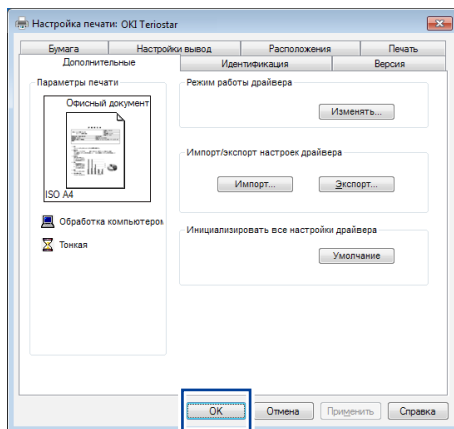 Настройка печати: OKI Teriostar
Бумага Настройки вывод Расположения Печать
Дополнительные Идентификация Версия
Параметры печати
Офисный документ
ISO A4
Обработка компьютером
Тонкая
Режим работы драйвера
Изменять...
Импорт/экспорт настроек драйвера
Импорт... Экспорт...
Инициализировать все настройки драйвера
Умолчание
OK Отмена Применить Справка